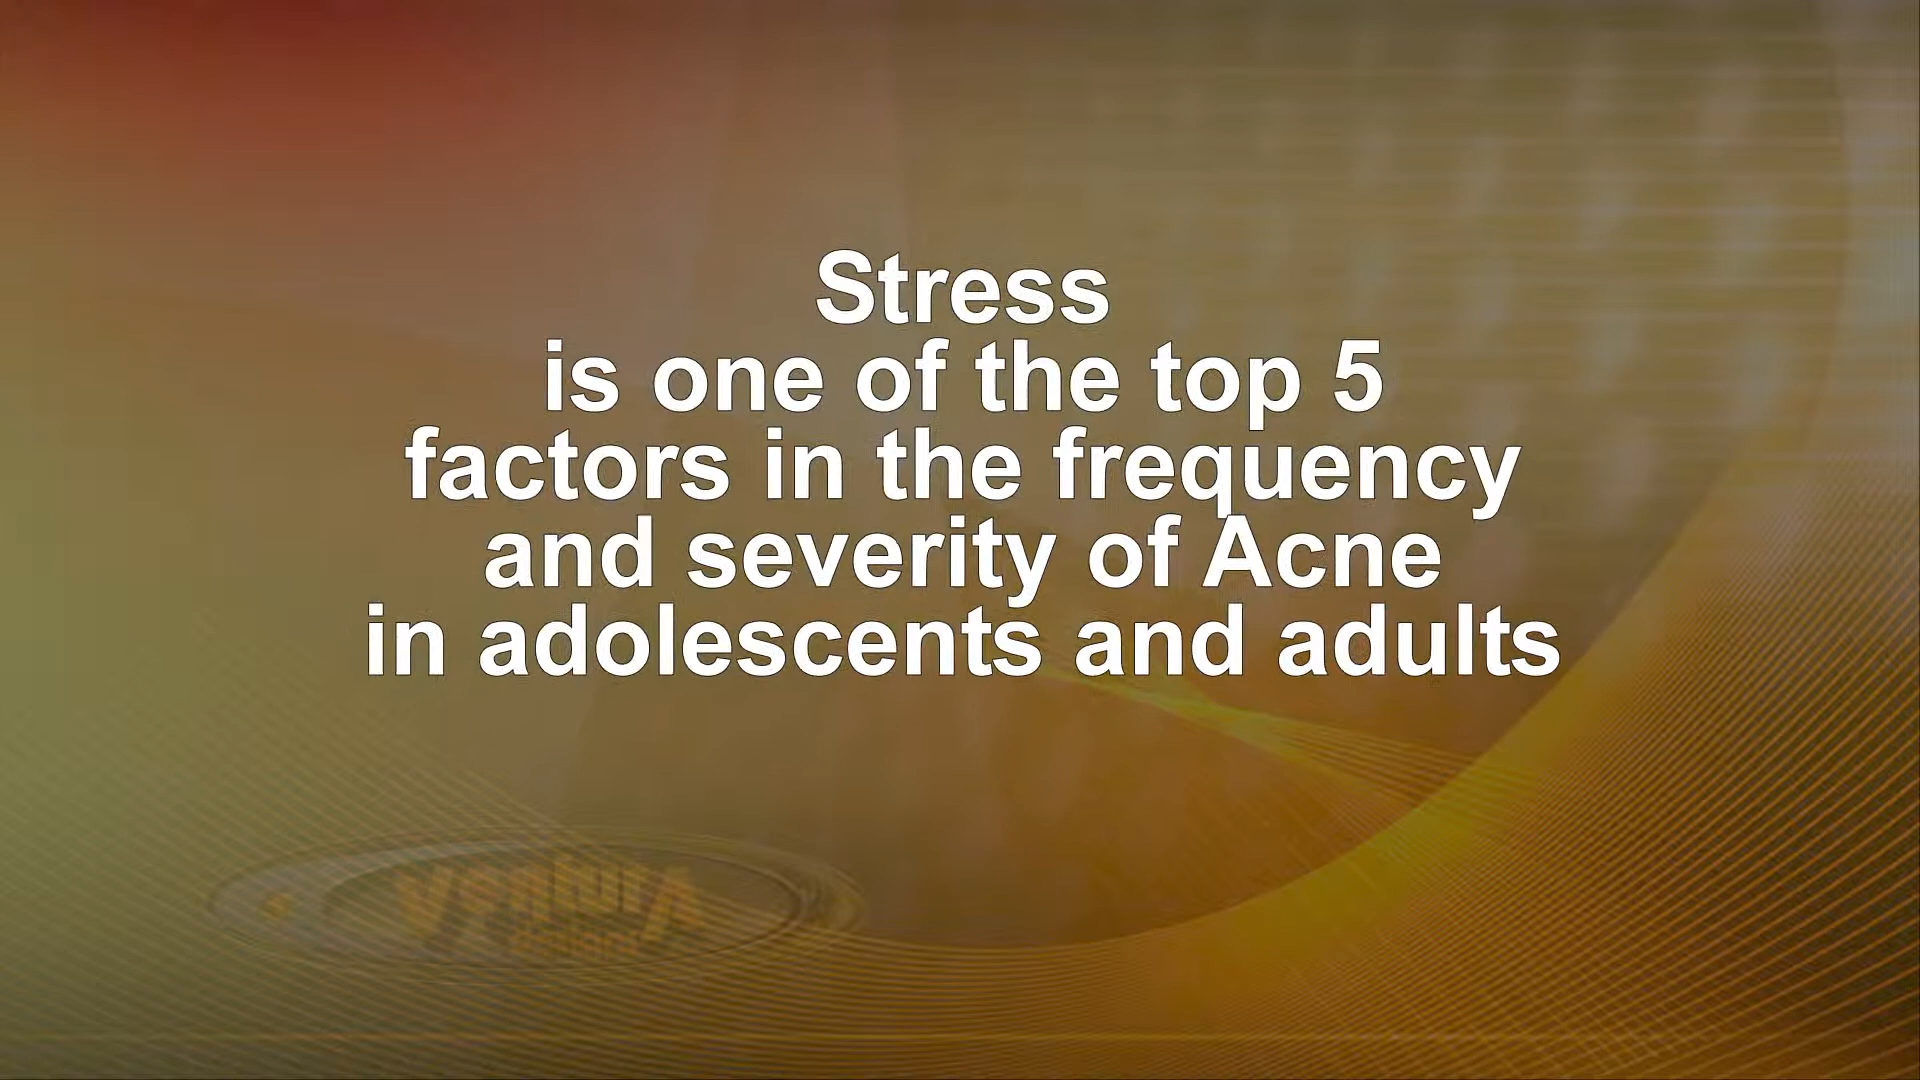 Stress
is one of the top 5
factors in the frequency
and severity of Acne
in adolescents and adults